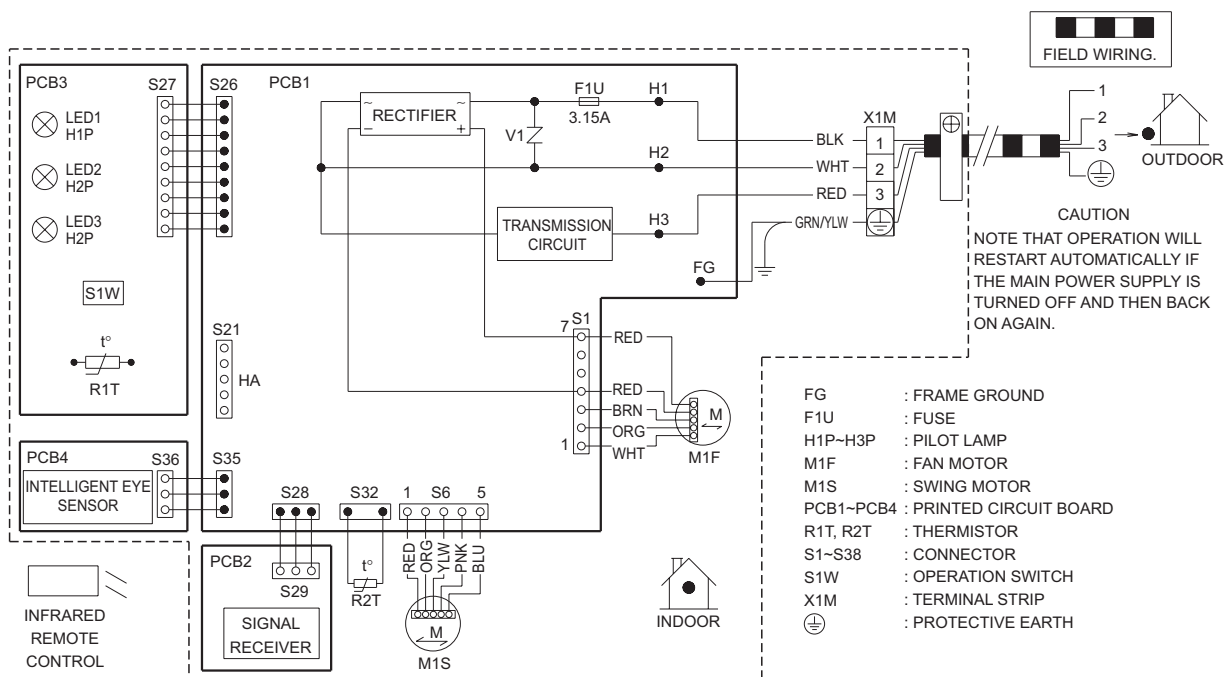 FIELD WIRING.
PCB3
S27
S26
PCB1
LED1
H1P
LED2
H2P
LED3
H2P
S1W
t°
R1T
S21
HA
~
~
RECTIFIER
−
+
V1
F1U
3.15A
H1
H2
H3
TRANSMISSION
CIRCUIT
FG
X1M
BLK
1
WHT
2
RED
3
GRN/YLW
1
2
3
OUTDOOR
CAUTION
NOTE THAT OPERATION WILL
RESTART AUTOMATICALLY IF
THE MAIN POWER SUPPLY IS
TURNED OFF AND THEN BACK
ON AGAIN.
S1
7
RED
RED
BRN
ORG
1
WHT
M
M1F
PCB4
S36
S35
INTELLIGENT EYE
SENSOR
S28
S32
1
S6
5
RED
ORG
YLW
PNK
BLU
PCB2
S29
SIGNAL
RECEIVER
t°
R2T
M
M1S
INFRARED
REMOTE
CONTROL
INDOOR
FG : FRAME GROUND
F1U : FUSE
H1P~H3P : PILOT LAMP
M1F : FAN MOTOR
M1S : SWING MOTOR
PCB1~PCB4 : PRINTED CIRCUIT BOARD
R1T, R2T : THERMISTOR
S1~S38 : CONNECTOR
S1W : OPERATION SWITCH
X1M : TERMINAL STRIP
: PROTECTIVE EARTH